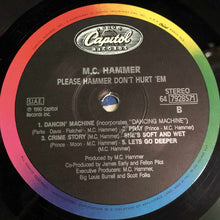 Capitol
RECORDS
M.C. HAMMER
PLEASE HAMMER DON'T HURT 'EM
STEREO
UAE
64 7928571
B
℗ 1990 Capitol
Records Inc.
1. DANCIN' MACHINE (incorporates "DANCING MACHINE")
(Parks - Davis - Fletcher - M.C. Hammer)
2. PRAY (Prince - M.C. Hammer)
3. CRIME STORY (M.C. Hammer)
4. SHE'S SOFT AND WET
(Prince - Moon - M.C. Hammer)
5. LETS GO DEEPER
(M.C. Hammer)
Produced by M.C. Hammer
Co-Produced by James Early and Felton Pilate
Executive Producers: M.C. Hammer,
Big Louis Burrell and Scott Folks